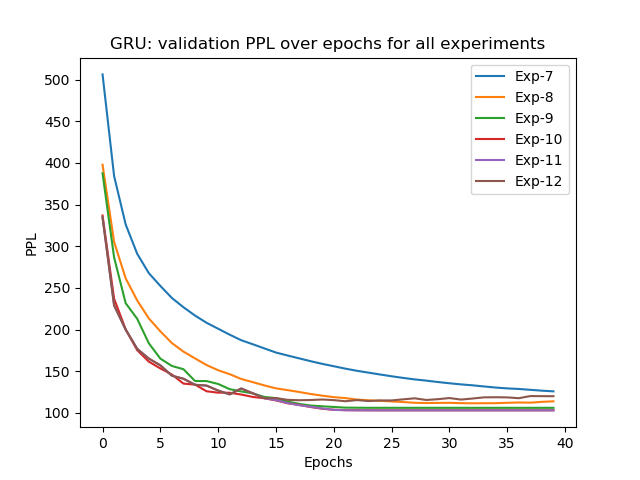 GRU: validation PPL over epochs for all experiments
500
450
400
350
300
250
200
150
100
PPL
Exp-7
Exp-8
Exp-9
Exp-10
Exp-11
Exp-12
0
5
10
15
20
25
30
35
40
Epochs